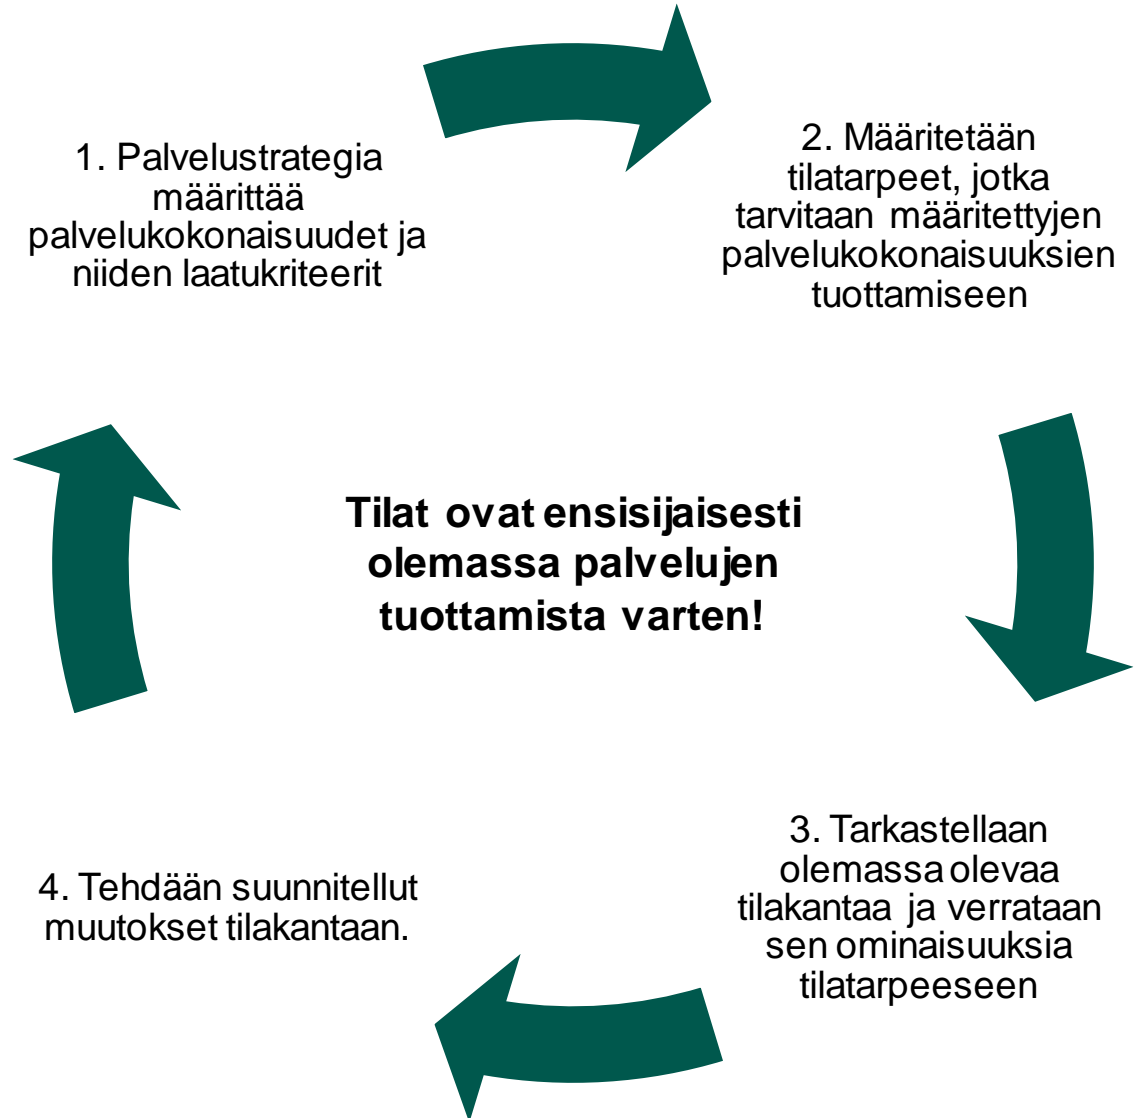 1. Palvelustrategia
määrittää
palvelukokonaisuudet ja
niiden laatukriteerit
2. Määritetään
tilatarpeet, jotka
tarvitaan määritettyjen
palvelukokonaisuuksien
tuottamiseen
Tilat ovat ensisijaisesti
olemassa palvelujen
tuottamista varten!
3. Tarkastellaan
olemassa olevaa
tilakantaa ja verrataan
sen ominaisuuksia
tilatarpeeseen
4. Tehdään suunnitellut
muutokset tilakantaan.